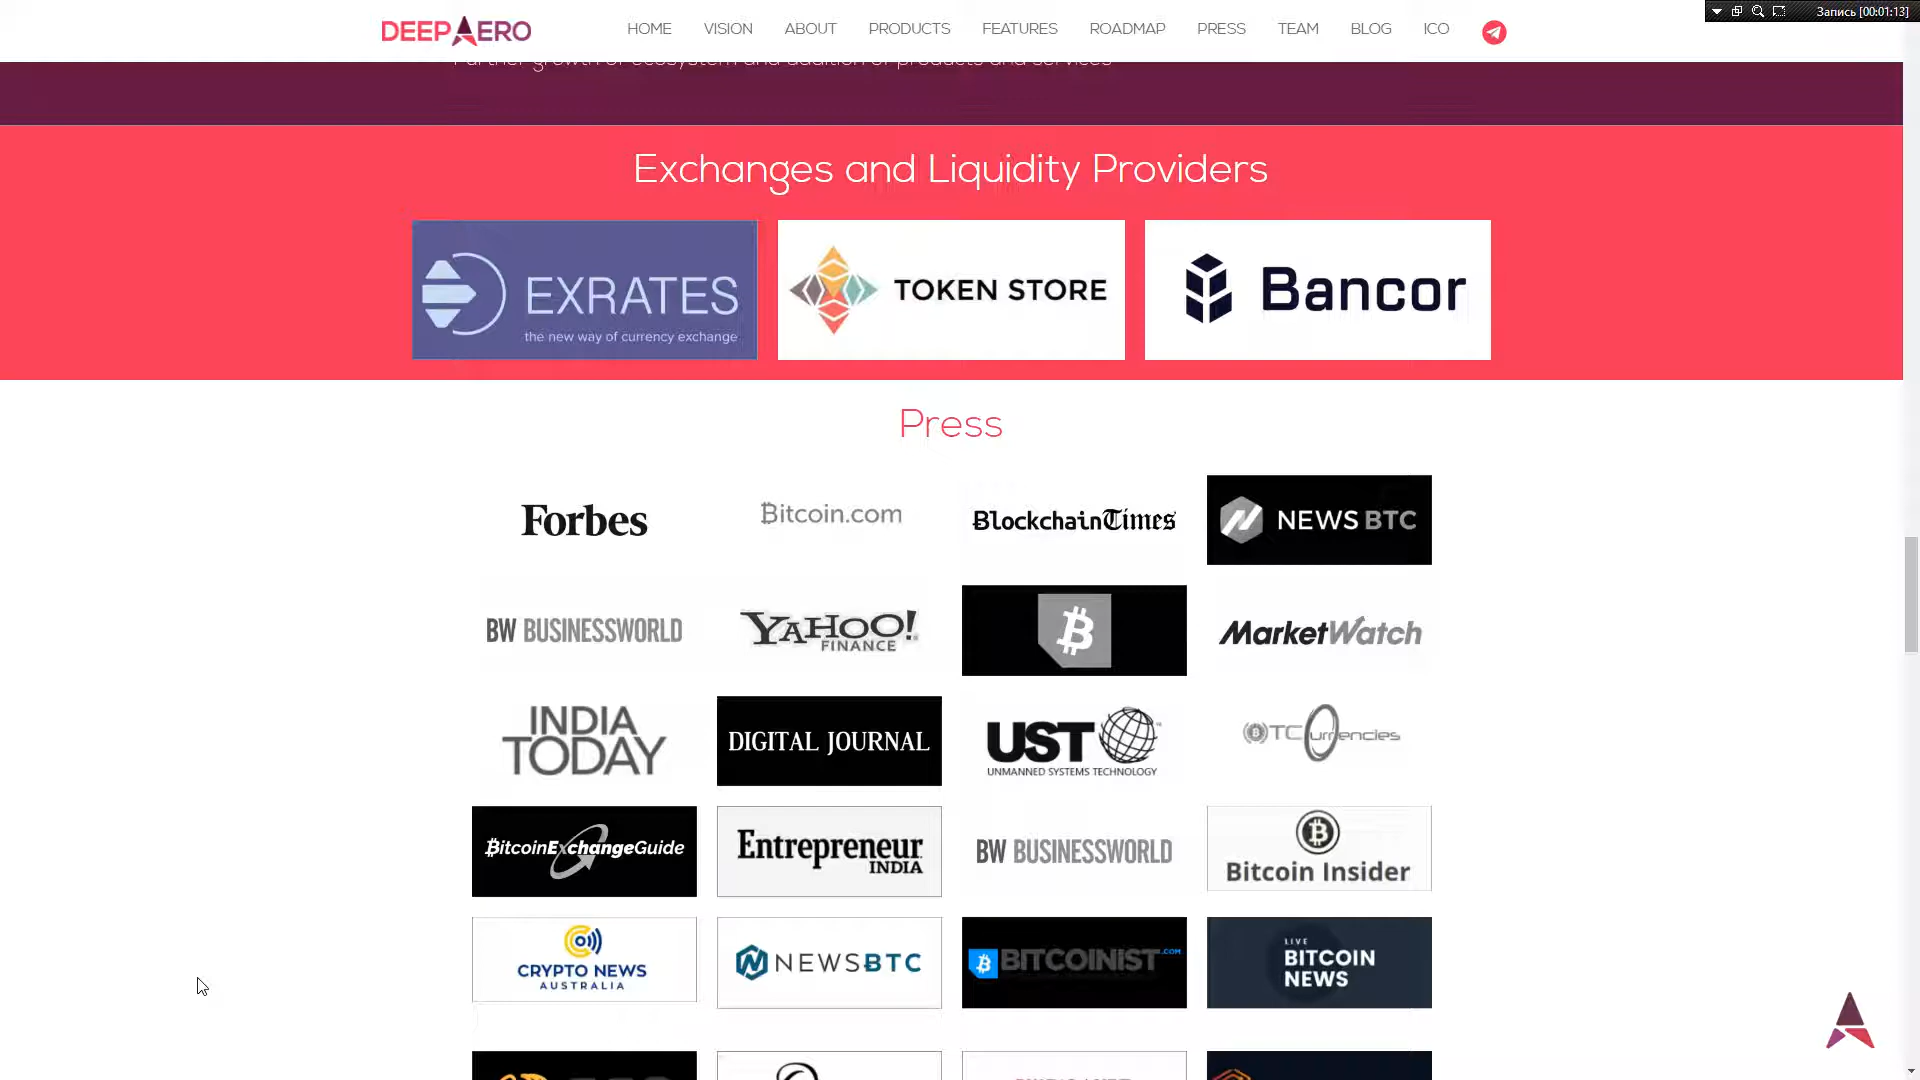 DEEP AERO
HOME VISION ABOUT PRODUCTS FEATURES ROADMAP PRESS TEAM BLOG ICO
Запись [00:01:13]
Further growth of ecosystem and addition of products and services
Exchanges and Liquidity Providers
EXRATES
the new way of currency exchange
TOKEN STORE
Bancor
Press
Forbes
Bitcoin.com
BlockchainTimes
NEWS BTC
BW BUSINESSWORLD
YAHOO!
FINANCE
MarketWatch
INDIA
TODAY
DIGITAL JOURNAL
UST
UNMANNED SYSTEMS TECHNOLOGY
BTCurrencies
BitcoinExchangeGuide
Entrepreneur
INDIA
BW BUSINESSWORLD
Bitcoin Insider
CRYPTO NEWS
AUSTRALIA
NEWSBTC
BITCOINIST.COM
LIVE
BITCOIN
NEWS